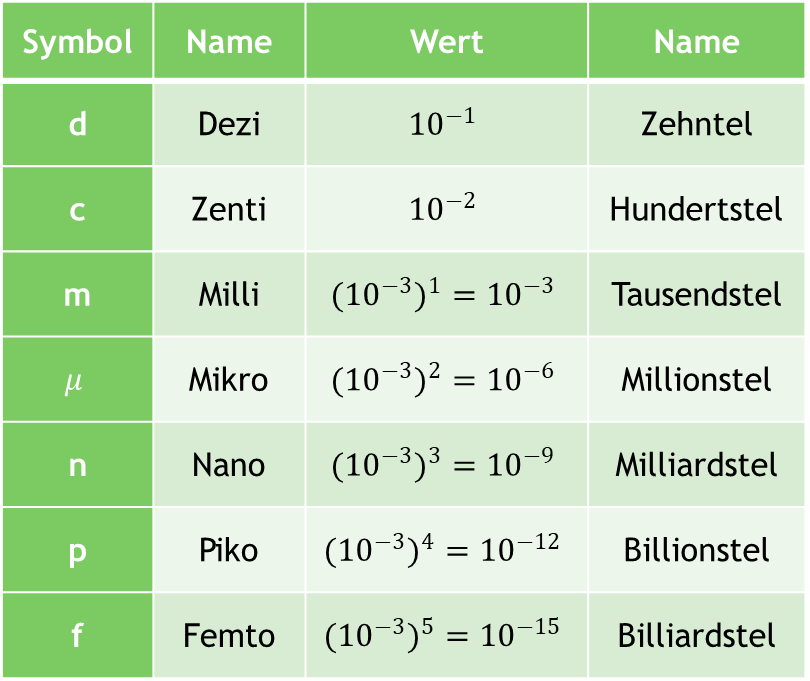 Symbol Name Wert Name
d Dezi 10⁻¹ Zehntel
c Zenti 10⁻² Hundertstel
m Milli (10⁻³)¹ = 10⁻³ Tausendstel
μ Mikro (10⁻³)² = 10⁻⁶ Millionstel
n Nano (10⁻³)³ = 10⁻⁹ Milliardstel
p Piko (10⁻³)⁴ = 10⁻¹² Billionstel
f Femto (10⁻³)⁵ = 10⁻¹⁵ Billiardstel